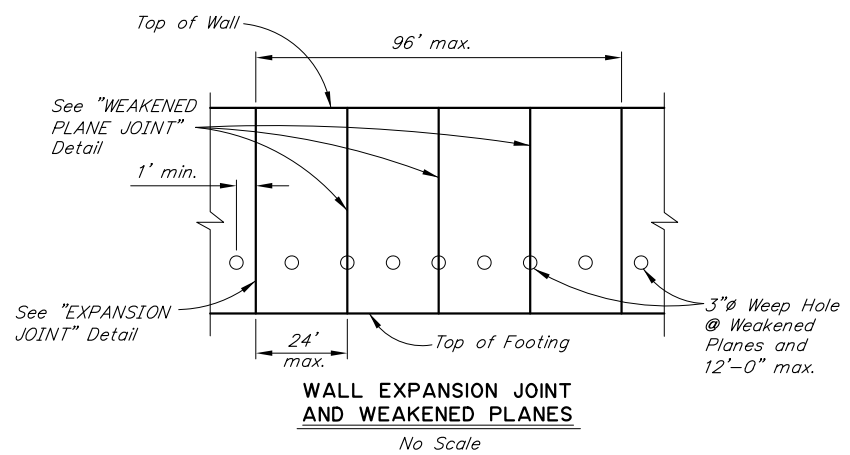 Top of Wall
96' max.
See "WEAKENED
PLANE JOINT"
Detail
1' min.
See "EXPANSION
JOINT" Detail
24'
max.
Top of Footing
3"ø Weep Hole
@ Weakened
Planes and
12'-0" max.
WALL EXPANSION JOINT
AND WEAKENED PLANES
No Scale